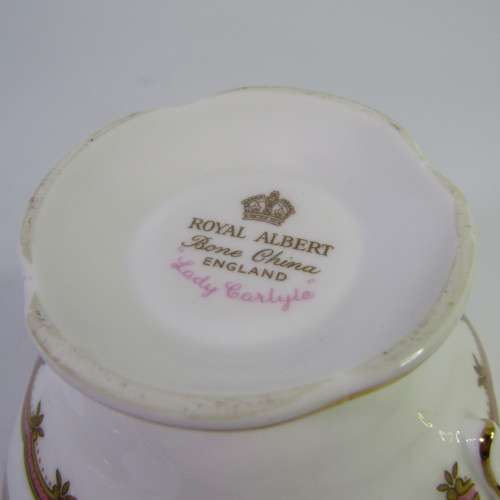 ROYAL ALBERT
Bone China
ENGLAND
"Lady Carlyle"